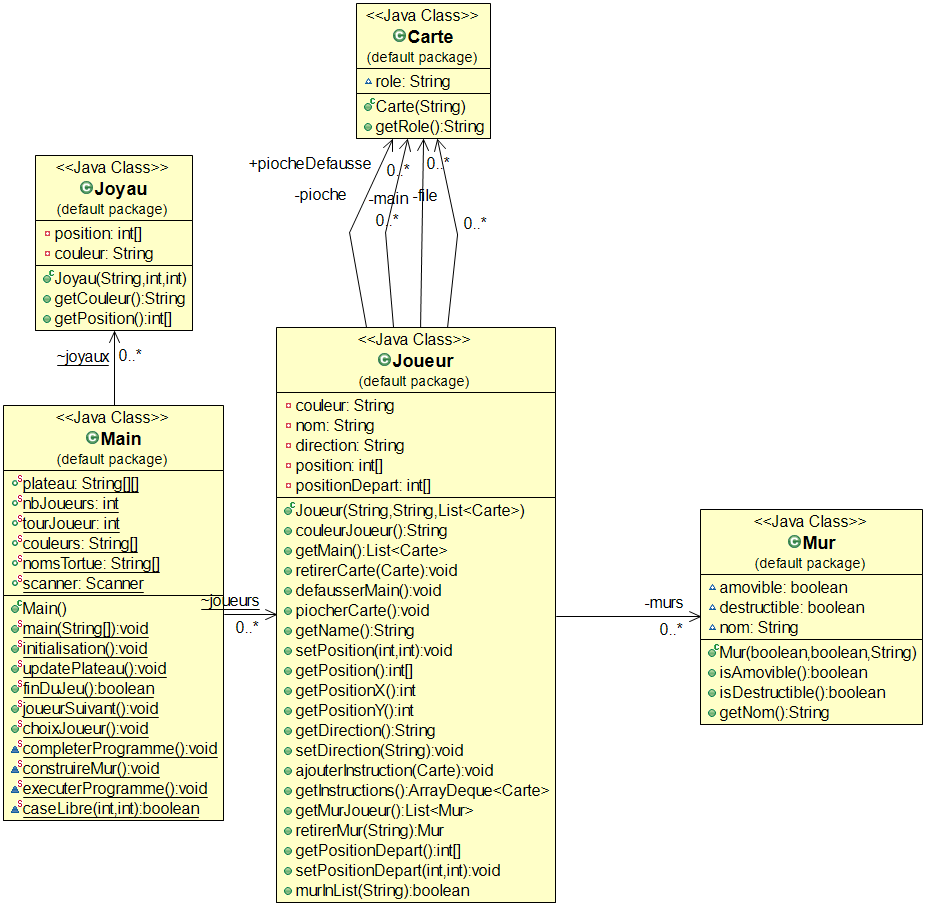 <<Java Class>>
Carte
(default package)
role: String
Carte(String)
getRole():String
+piocheDefausse
0..*
0..*
-pioche
-main
-file
0..*
0..*
<<Java Class>>
Joyau
(default package)
position: int[]
couleur: String
Joyau(String,int,int)
getCouleur():String
getPosition():int[]
~joyaux
0..*
<<Java Class>>
Main
(default package)
plateau: String[][]
nbJoueurs: int
tourJoueur: int
couleurs: String[]
nomsTortue: String[]
scanner: Scanner
Main()
main(String[]):void
initialisation():void
updatePlateau():void
finDuJeu():boolean
joueurSuivant():void
choixJoueur():void
completerProgramme():void
construireMur():void
executerProgramme():void
caseLibre(int,int):boolean
~joueurs
0..*
<<Java Class>>
Joueur
(default package)
couleur: String
nom: String
direction: String
position: int[]
positionDepart: int[]
Joueur(String,String,List<Carte>)
couleurJoueur():String
getMain():List<Carte>
retirerCarte(Carte):void
defausserMain():void
piocherCarte():void
getName():String
setPosition(int,int):void
getPosition():int[]
getPositionX():int
getPositionY():int
getDirection():String
setDirection(String):void
ajouterInstruction(Carte):void
getInstructions():ArrayDeque<Carte>
getMurJoueur():List<Mur>
retirerMur(String):Mur
getPositionDepart():int[]
setPositionDepart(int,int):void
murInList(String):boolean
-murs
0..*
<<Java Class>>
Mur
(default package)
amovible: boolean
destructible: boolean
nom: String
Mur(boolean,boolean,String)
isAmovible():boolean
isDestructible():boolean
getNom():String